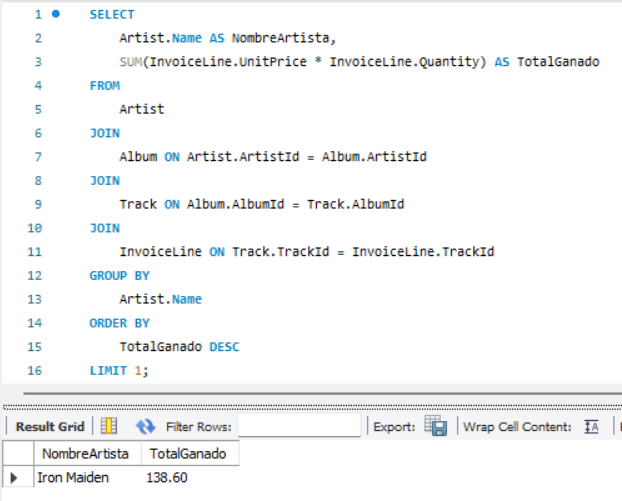 1 SELECT
2 Artist.Name AS NombreArtista,
3 SUM(InvoiceLine.UnitPrice * InvoiceLine.Quantity) AS TotalGanado
4 FROM
5 Artist
6 JOIN
7 Album ON Artist.ArtistId = Album.ArtistId
8 JOIN
9 Track ON Album.AlbumId = Track.AlbumId
10 JOIN
11 InvoiceLine ON Track.TrackId = InvoiceLine.TrackId
12 GROUP BY
13 Artist.Name
14 ORDER BY
15 TotalGanado DESC
16 LIMIT 1;
Result Grid Filter Rows: Export: Wrap Cell Content: IA
NombreArtista TotalGanado
Iron Maiden 138.60